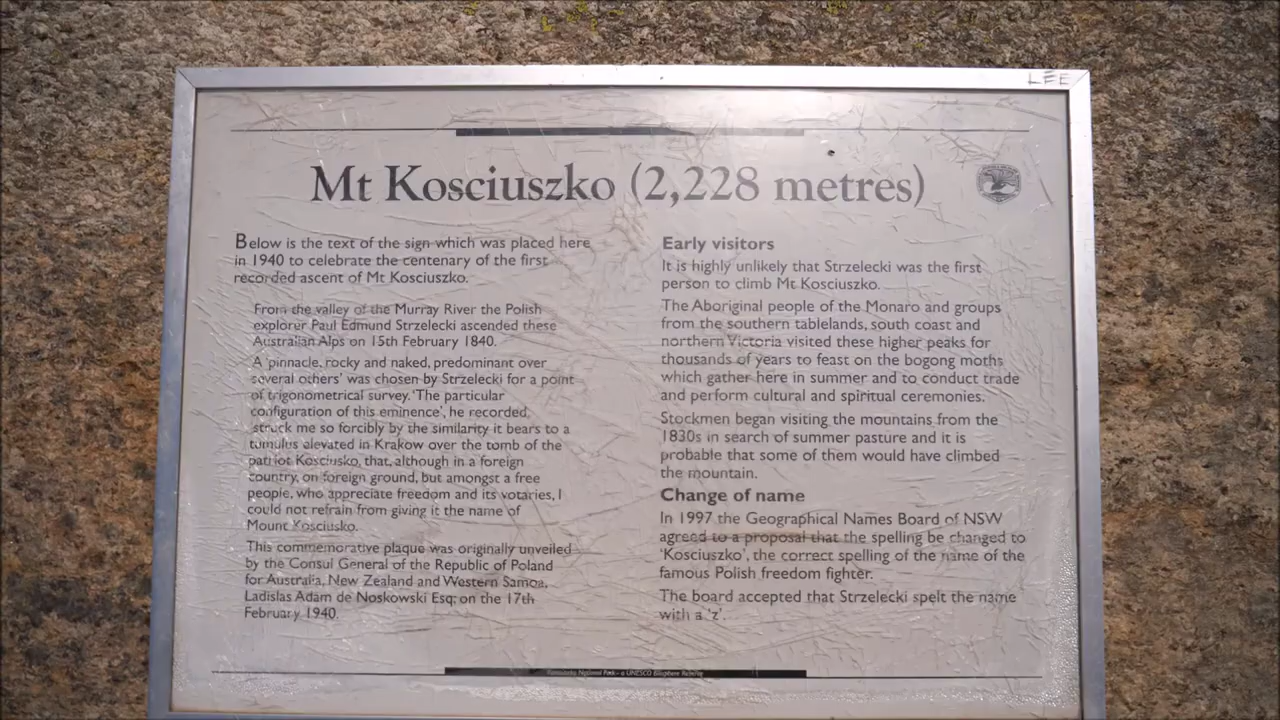 LEE
Mt Kosciuszko (2,228 metres)
Below is the text of the sign which was placed here
in 1940 to celebrate the centenary of the first
recorded ascent of Mt Kosciuszko.
From the valley of the Murray River the Polish
explorer Paul Edmund Strzelecki ascended these
Australian Alps on 15th February 1840.
A 'pinnacle, rocky and naked, predominant over
several others' was chosen by Strzelecki for a point
of trigonometrical survey. 'The particular
configuration of this eminence', he recorded,
struck me so forcibly by the similarity it bears to a
tumulus elevated in Krakow over the tomb of the
patriot Kosciusko, that, although in a foreign
country, on foreign ground, but amongst a free
people, who appreciate freedom and its votaries, I
could not refrain from giving it the name of
Mount Kosciusko.
This commemorative plaque was originally unveiled
by the Consul General of the Republic of Poland
for Australia, New Zealand and Western Samoa,
Ladislas Adam de Noskowski Esq; on the 17th
February 1940.
Early visitors
It is highly unlikely that Strzelecki was the first
person to climb Mt Kosciuszko.
The Aboriginal people of the Monaro and groups
from the southern tablelands, south coast and
northern Victoria visited these higher peaks for
thousands of years to feast on the bogong moths
which gather here in summer and to conduct trade
and perform cultural and spiritual ceremonies.
Stockmen began visiting the mountains from the
1830s in search of summer pasture and it is
probable that some of them would have climbed
the mountain.
Change of name
In 1997 the Geographical Names Board of NSW
agreed to a proposal that the spelling be changed to
'Kosciuszko', the correct spelling of the name of the
famous Polish freedom fighter.
The board accepted that Strzelecki spelt the name
with a 'z'.
Kosciuszko National Park - a UNESCO Biosphere Reserve